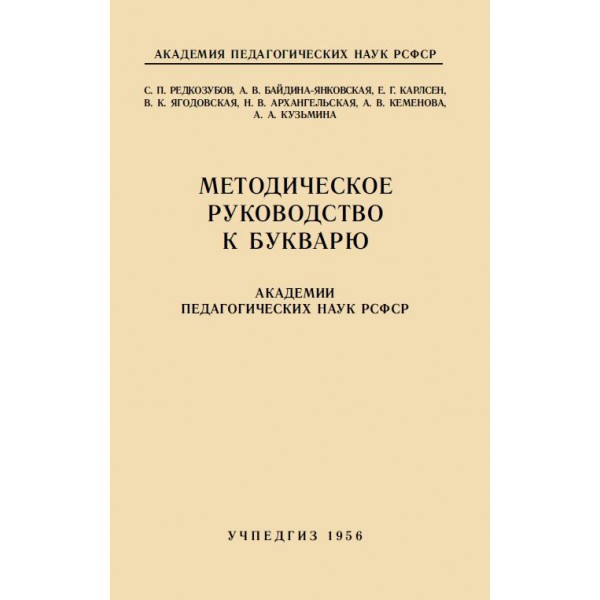 АКАДЕМИЯ ПЕДАГОГИЧЕСКИХ НАУК РСФСР
С. П. РЕДКОЗУБОВ, А. В. БАЙДИНА-ЯНКОВСКАЯ, Е. Г. КАРЛСЕН,
В. К. ЯГОДОВСКАЯ, Н. В. АРХАНГЕЛЬСКАЯ, А. В. КЕМЕНОВА,
А. А. КУЗЬМИНА
МЕТОДИЧЕСКОЕ
РУКОВОДСТВО
К БУКВАРЮ
АКАДЕМИИ
ПЕДАГОГИЧЕСКИХ НАУК РСФСР
УЧПЕДГИЗ 1956